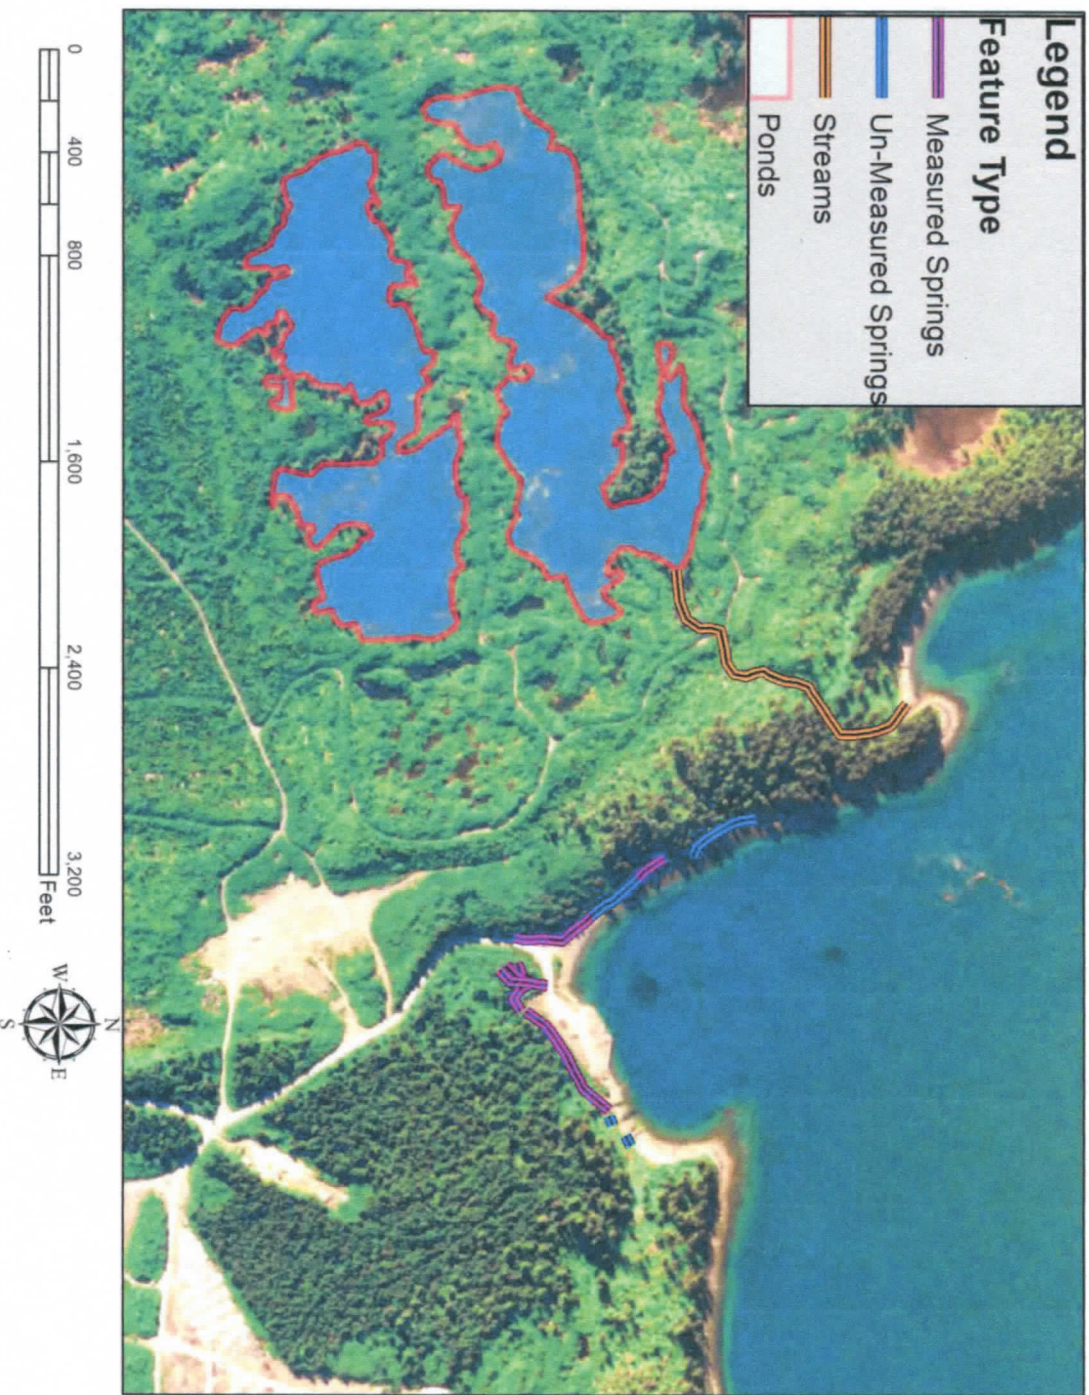 Legend
Feature Type
Measured Springs
Un-Measured Springs
Streams
Ponds
0 400 800 1,600 2,400 3,200
Feet
N
W
E
S